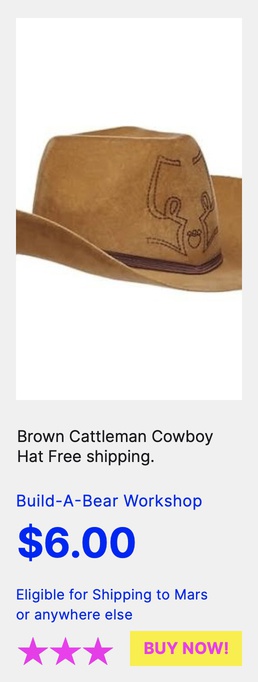 Brown Cattleman Cowboy
Hat Free shipping.
Build-A-Bear Workshop
$6.00
Eligible for Shipping to Mars
or anywhere else
BUY NOW!